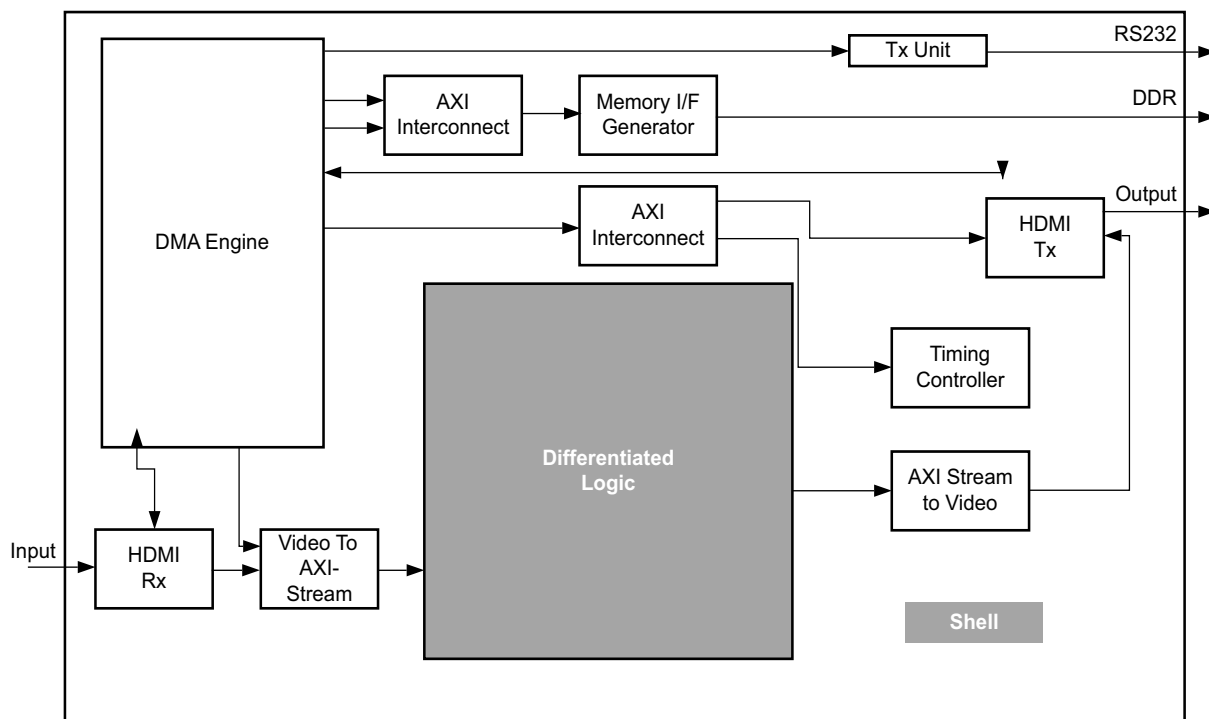 RS232
Tx Unit
DDR
AXI
Interconnect
Memory I/F
Generator
Output
AXI
Interconnect
HDMI
Tx
DMA Engine
Timing
Controller
Differentiated
Logic
AXI Stream
to Video
Input
HDMI
Rx
Video To
AXI-
Stream
Shell